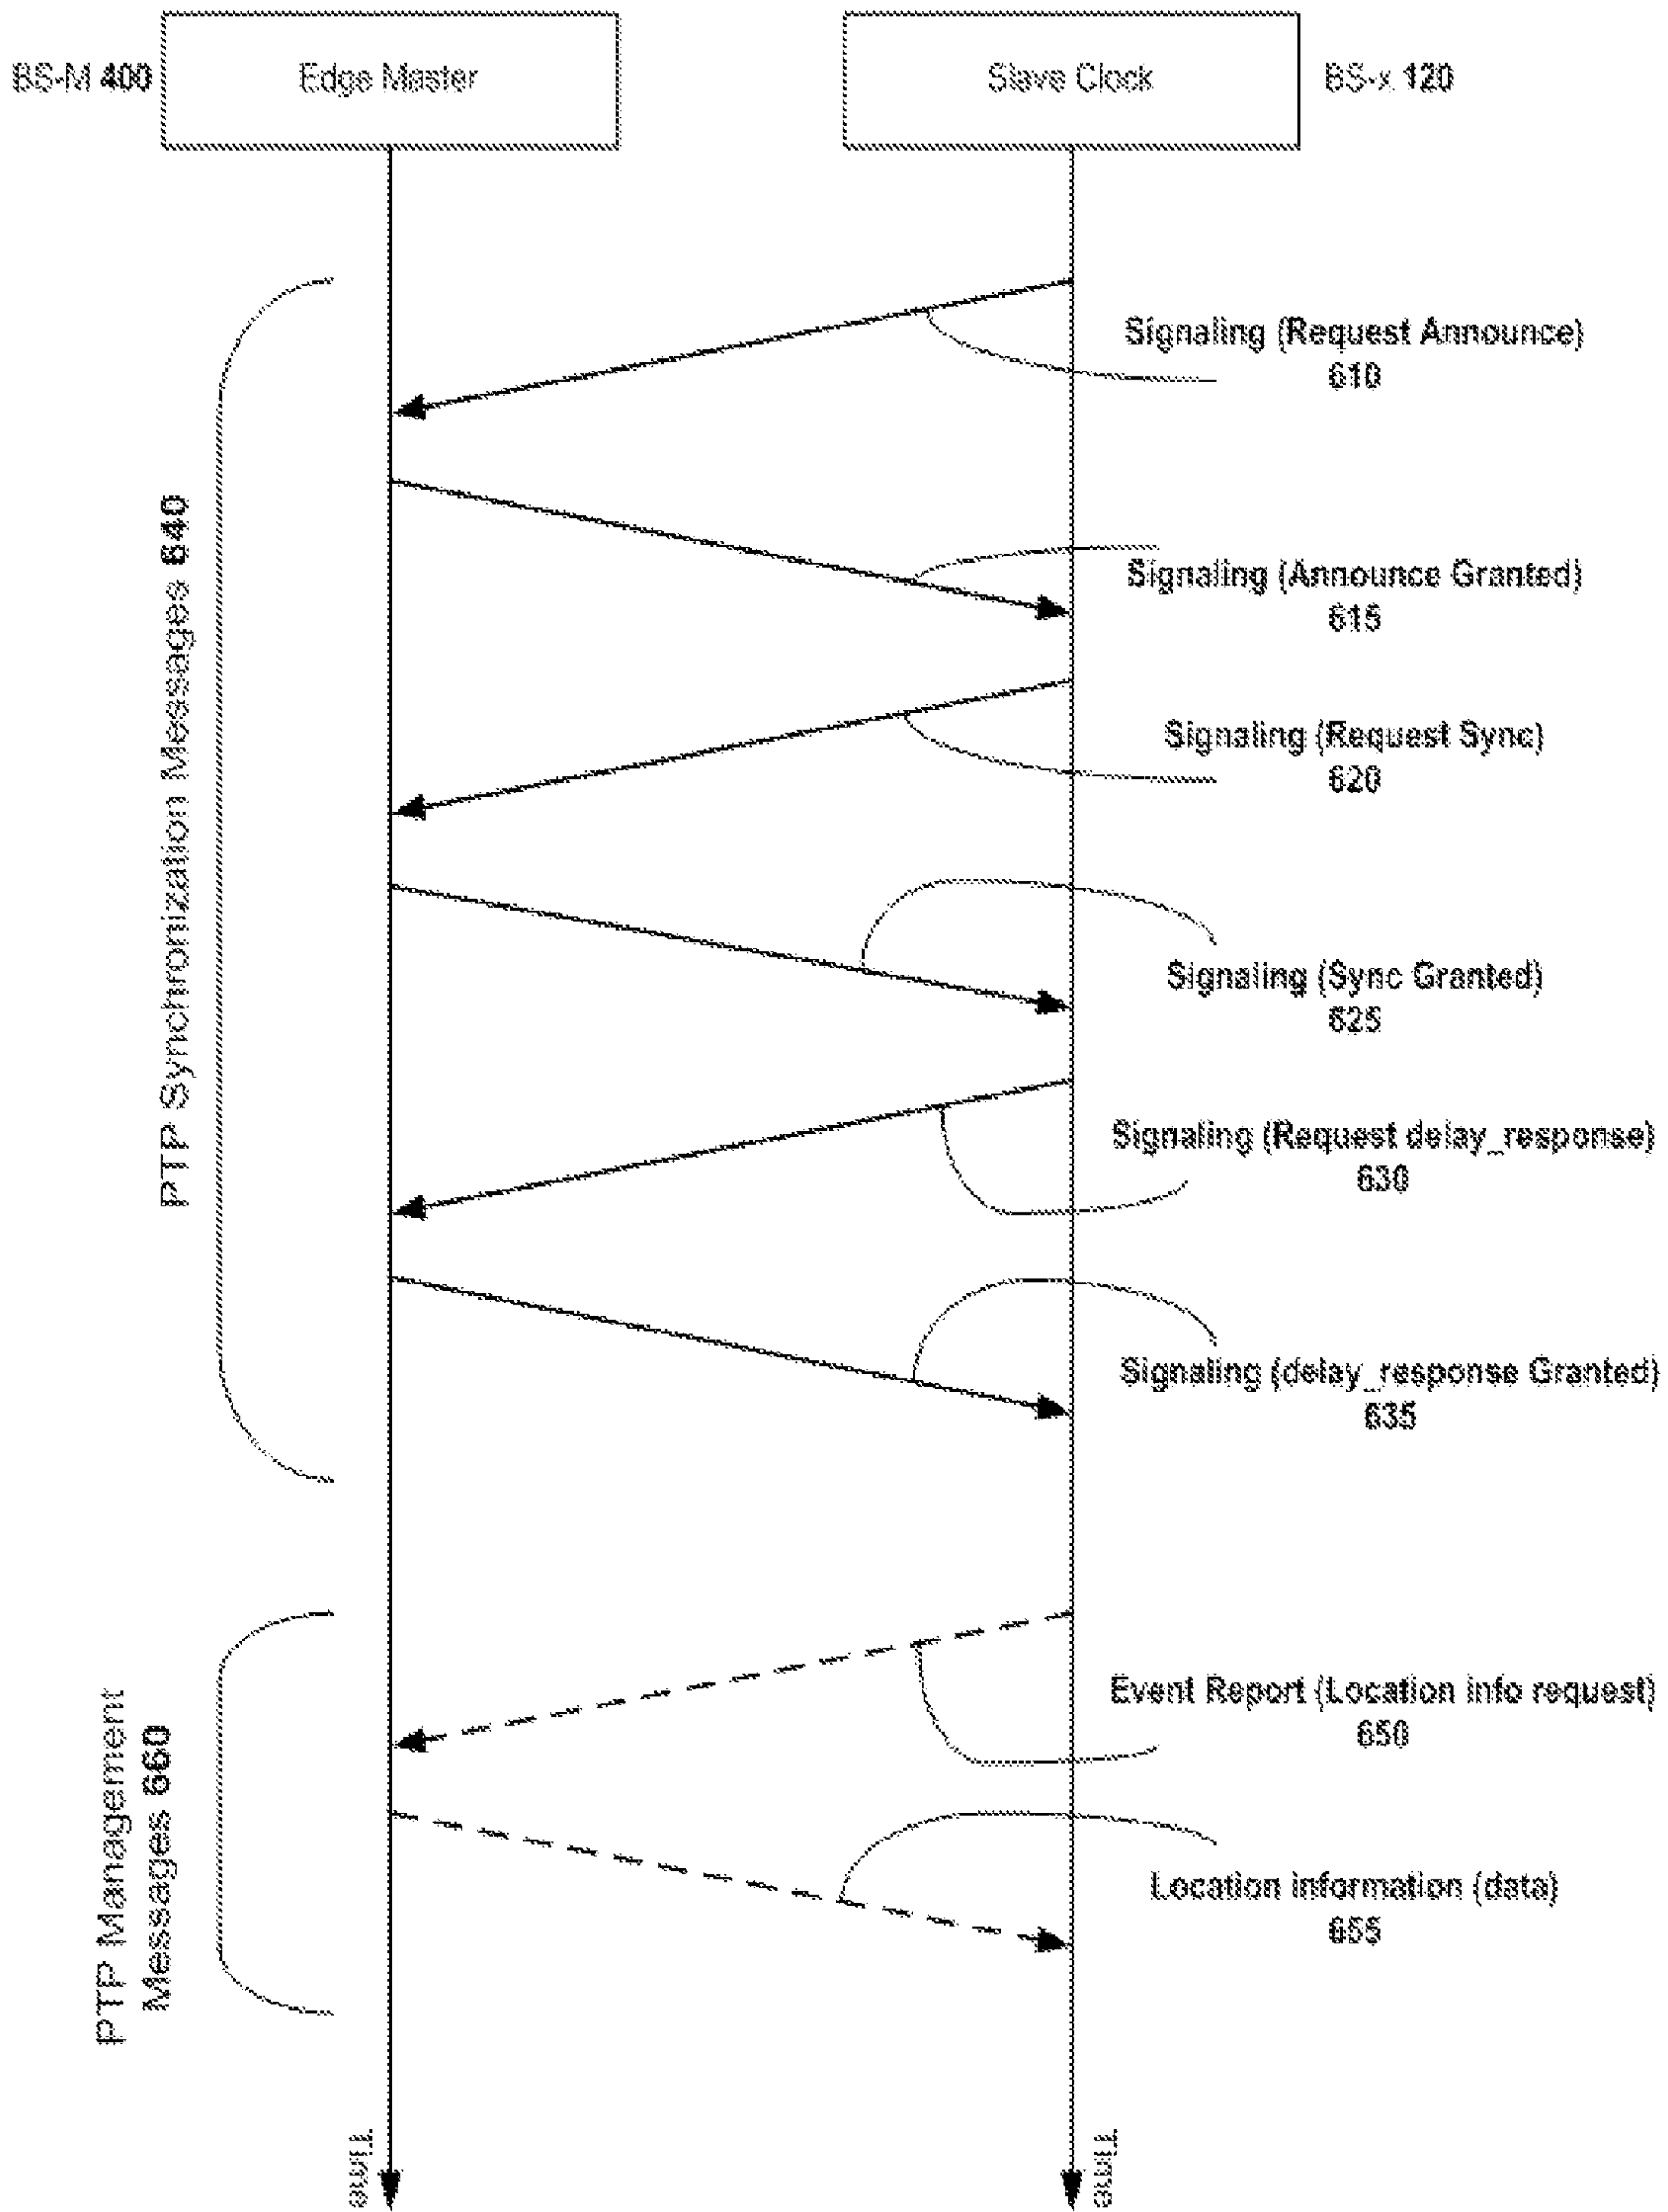 BS-M 400
Edge Master
Slave Clock
BS-x 120
Signaling (Request Announce)
610
Signaling (Announce Granted)
615
Signaling (Request Sync)
620
PTP Synchronization Messages 640
Signaling (Sync Granted)
625
Signaling (Request delay_response)
630
Signaling (delay_response Granted)
635
Event Report (Location info request)
650
PTP Management
Messages 660
Location information (data)
655
Time
Time